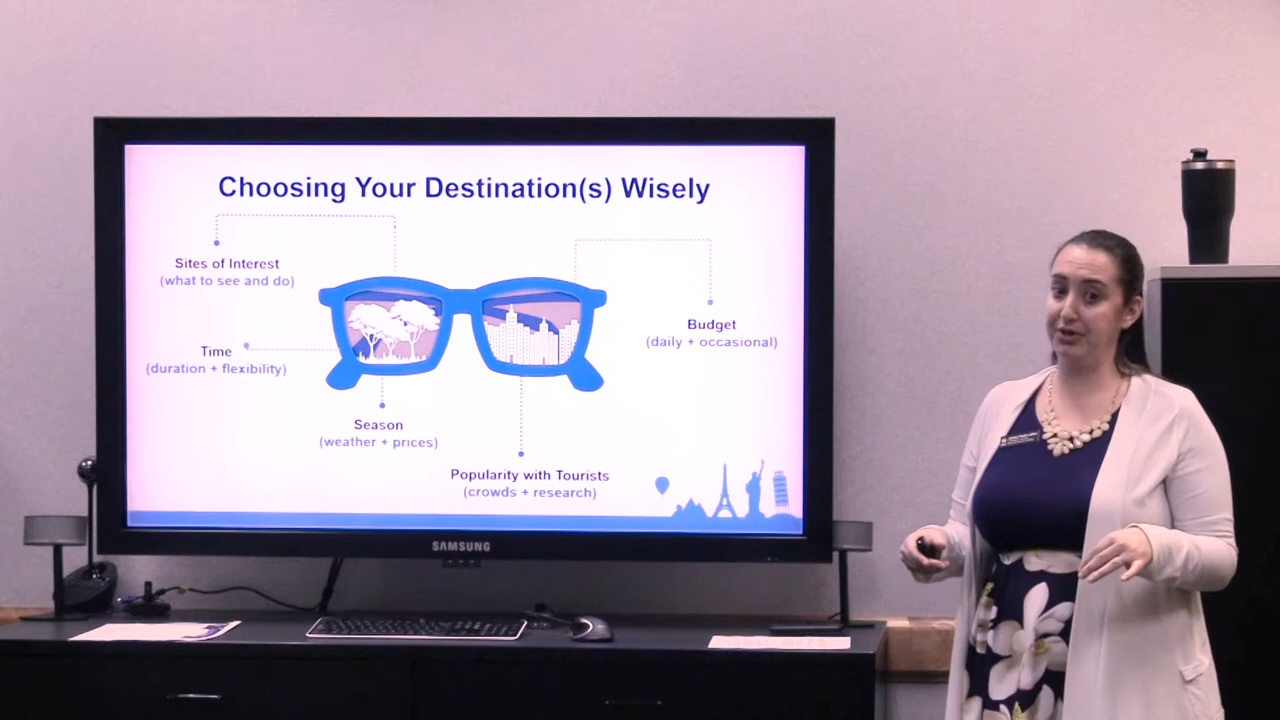 Choosing Your Destination(s) Wisely
Sites of Interest
(what to see and do)
Budget
(daily + occasional)
Time
(duration + flexibility)
Season
(weather + prices)
Popularity with Tourists
(crowds + research)
SAMSUNG